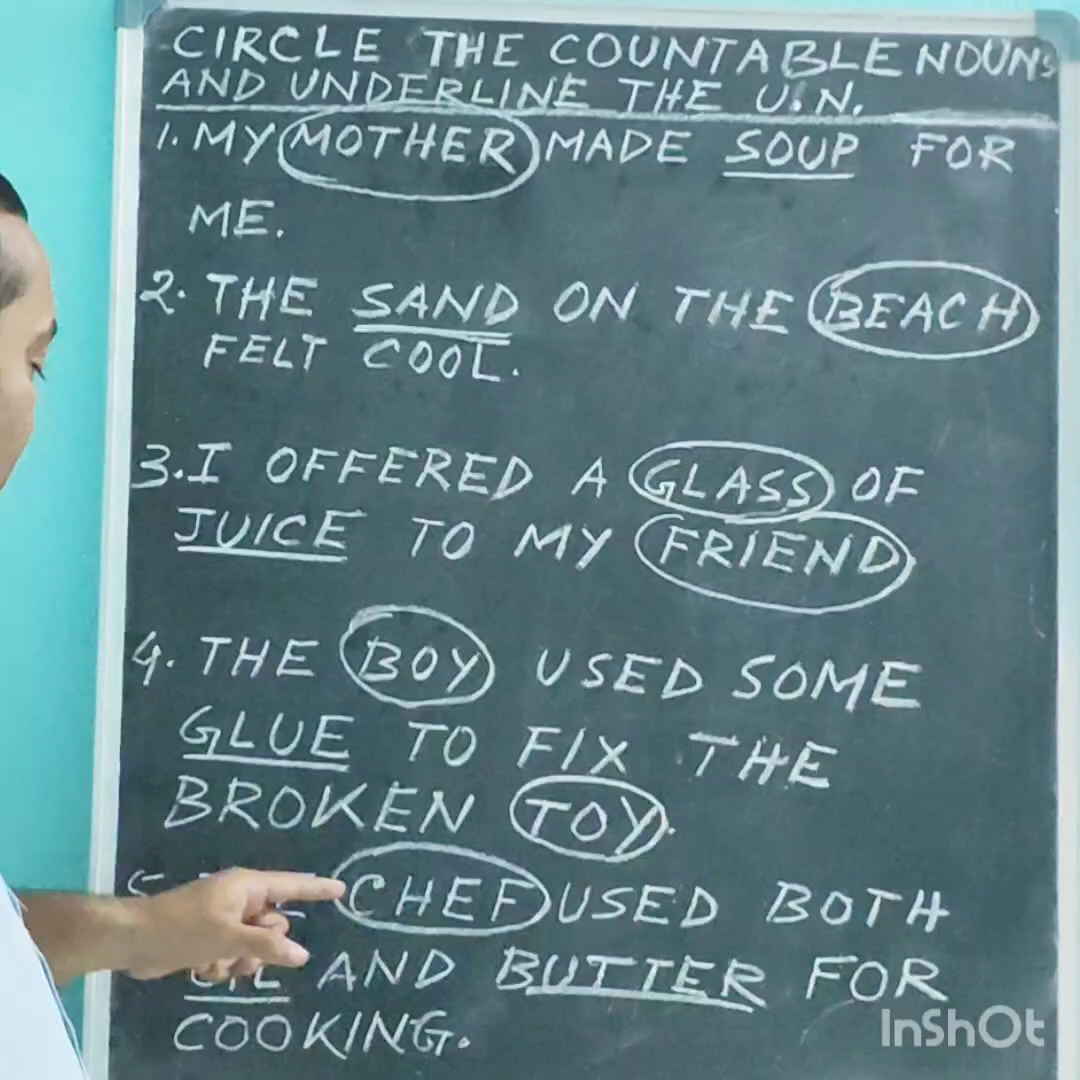 CIRCLE THE COUNTABLE NOUNS
AND UNDERLINE THE U.N.
1. MY MOTHER MADE SOUP FOR
ME.
2. THE SAND ON THE BEACH
FELT COOL.
3. I OFFERED A GLASS OF
JUICE TO MY FRIEND
4. THE BOY USED SOME
GLUE TO FIX THE
BROKEN TOY.
5. CHEF USED BOTH
OIL AND BUTTER FOR
COOKING.
InShOt